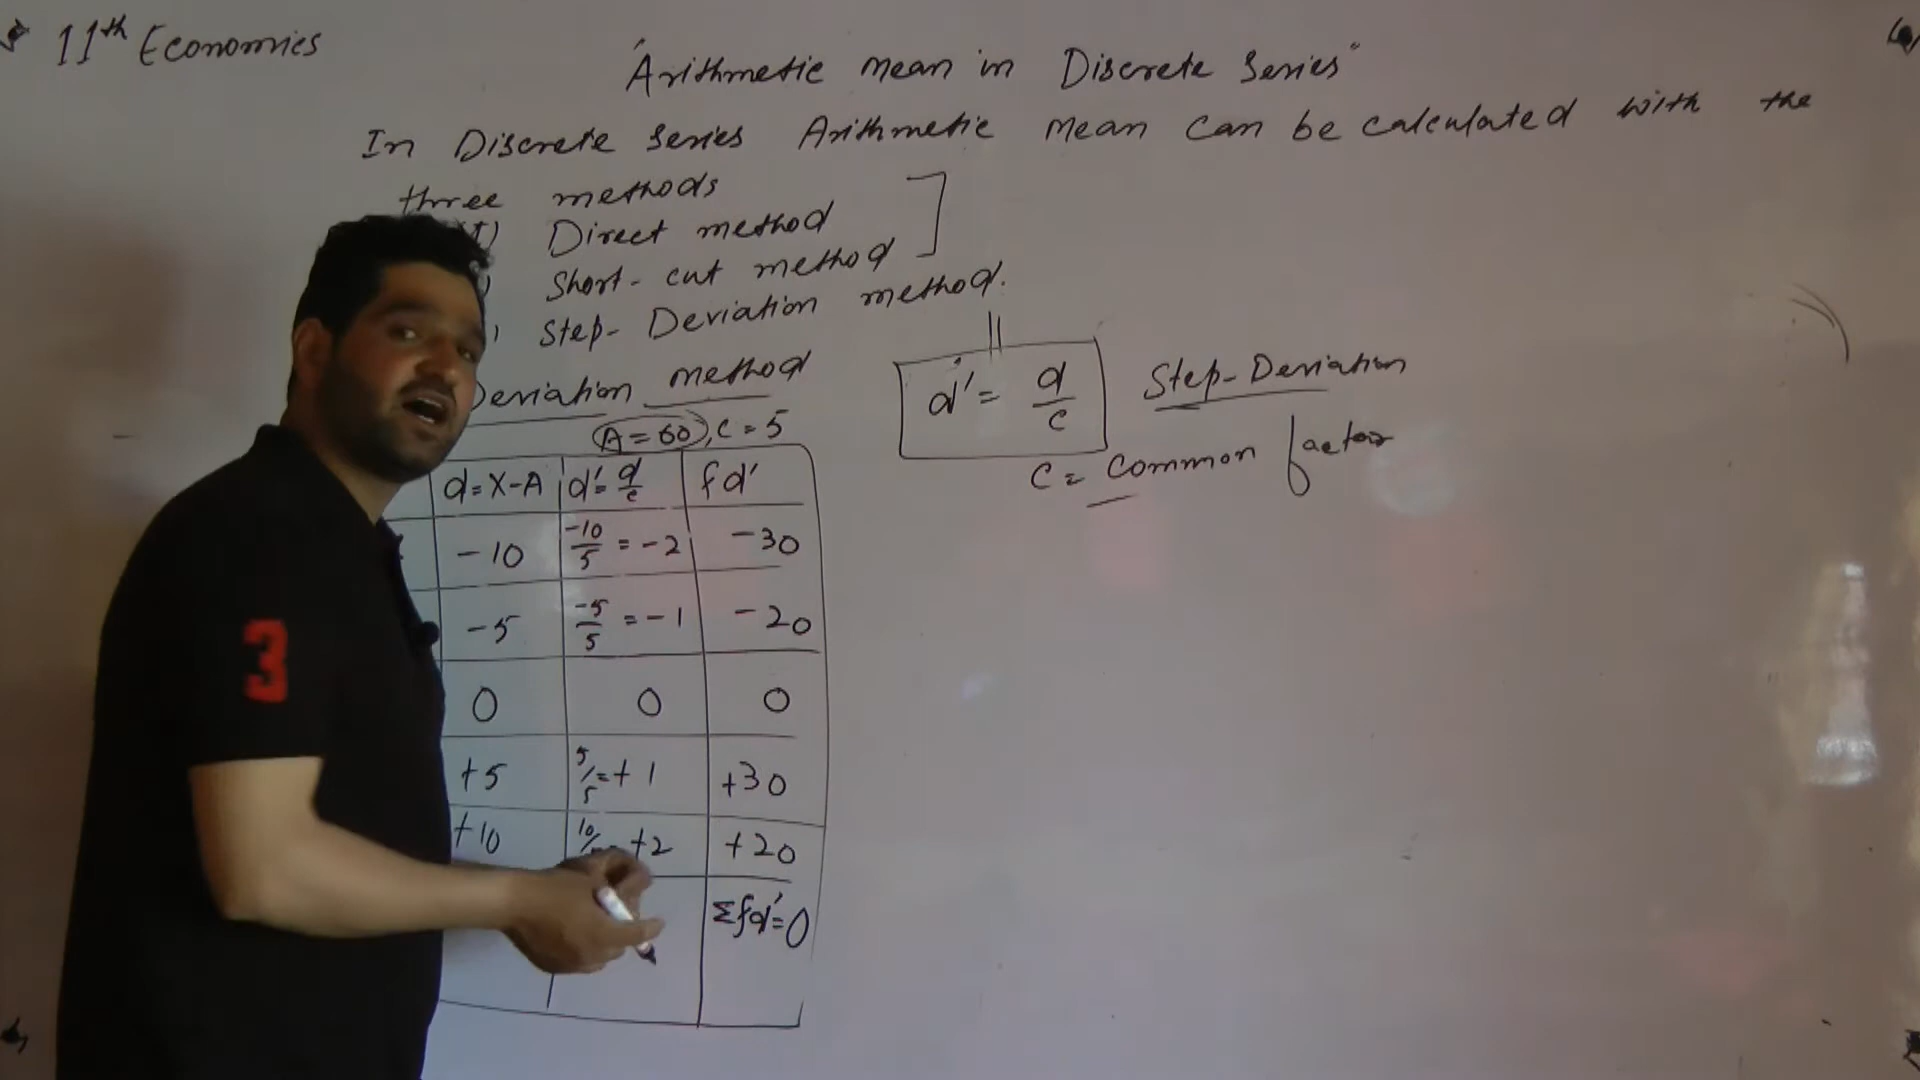 11th Economics
"Arithmetic mean in Discrete Series"
In Discrete Series Arithmetic Mean Can be calculated with the
three methods
I) Direct method
) Short-cut method
) Step-Deviation method.
Deviation method
A=60, C=5
d=X-A d'=d/c fd'
-10 -10/5=-2 -30
-5 -5/5=-1 -20
0 0 0
+5 5/5=+1 +30
+10 10/ +2 +20
Σfd'=0
d'=d/c Step-Deviation
C= Common factor
3